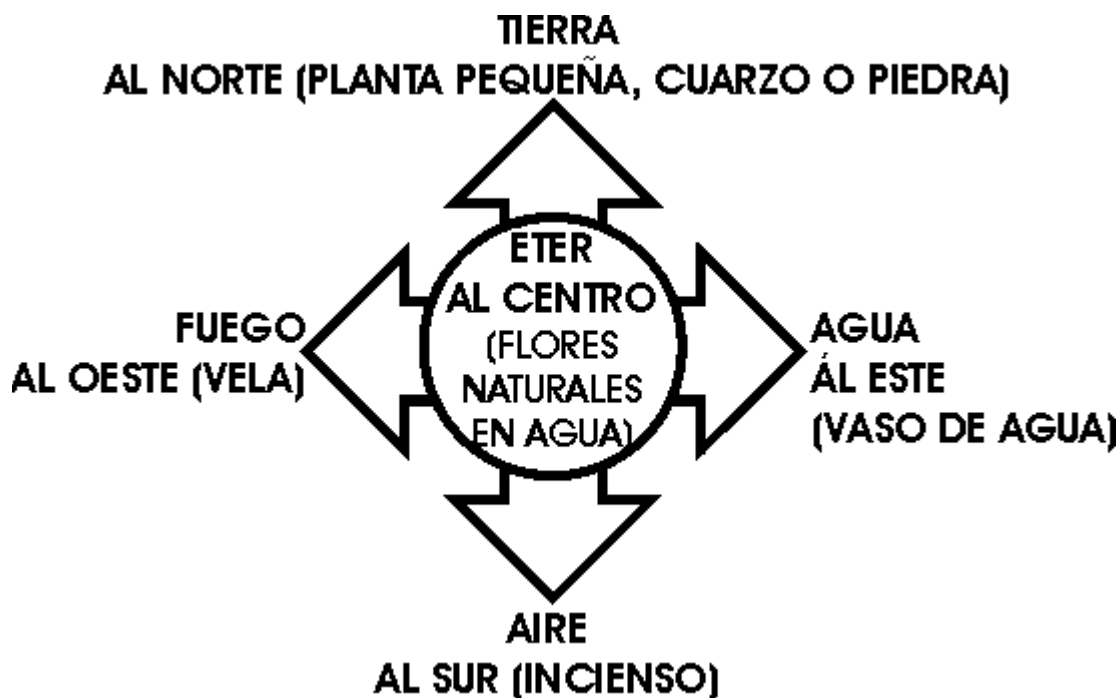 TIERRA
AL NORTE (PLANTA PEQUEÑA, CUARZO O PIEDRA)
ETER
AL CENTRO
(FLORES
NATURALES
EN AGUA)
FUEGO
AL OESTE (VELA)
AGUA
ÁL ESTE
(VASO DE AGUA)
AIRE
AL SUR (INCIENSO)